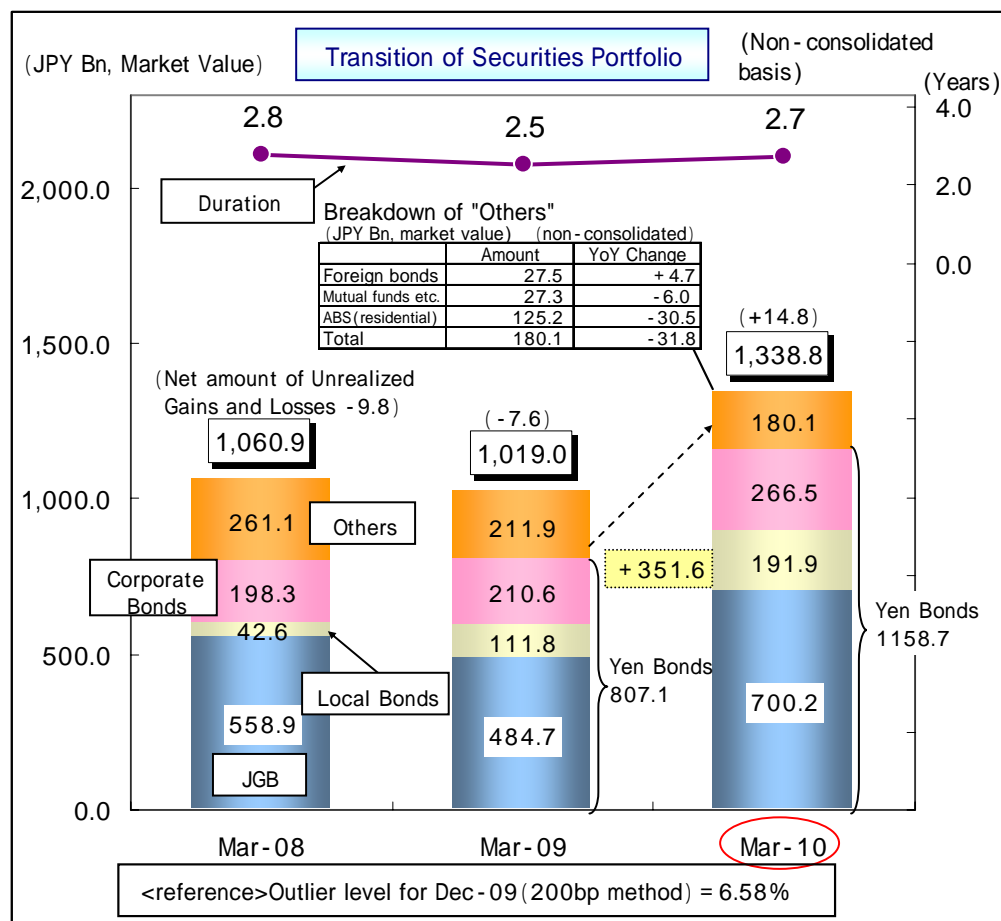 (JPY Bn, Market Value)
Transition of Securities Portfolio
(Non-consolidated
basis)
(Years)
2.8
2.5
2.7
4.0
2,000.0
Duration
2.0
Breakdown of "Others"
(JPY Bn, market value) (non-consolidated)
Amount YoY Change
Foreign bonds 27.5 +4.7
Mutual funds etc. 27.3 -6.0
ABS(residential) 125.2 -30.5
Total 180.1 -31.8
0.0
1,500.0
(+14.8)
1,338.8
(Net amount of Unrealized
Gains and Losses -9.8)
1,060.9
(-7.6)
1,019.0
180.1
1,000.0
261.1
Others
211.9
266.5
Corporate
Bonds
198.3
210.6
+351.6
191.9
42.6
111.8
Yen Bonds
1158.7
500.0
Local Bonds
Yen Bonds
807.1
558.9
484.7
700.2
JGB
0.0
Mar-08
Mar-09
Mar-10
<reference>Outlier level for Dec-09(200bp method) = 6.58%